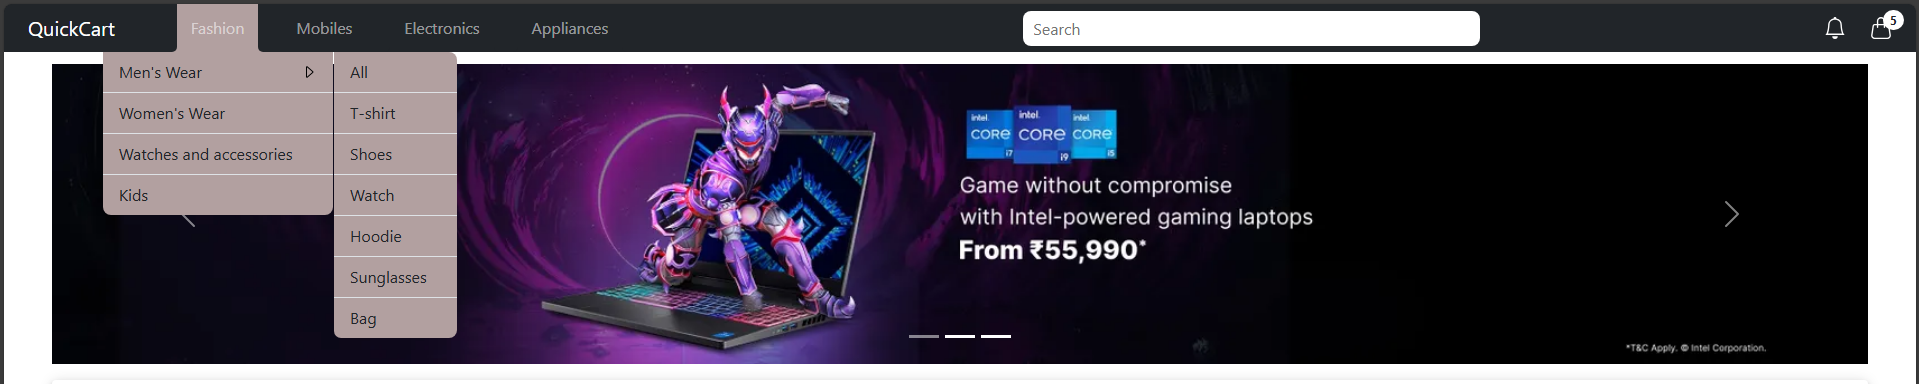 QuickCart
Fashion
Mobiles
Electronics
Appliances
Search
5
Men's Wear
Women's Wear
Watches and accessories
Kids
All
T-shirt
Shoes
Watch
Hoodie
Sunglasses
Bag
intel.
CORE
i7
intel.
CORE
i9
intel.
CORE
i5
Game without compromise
with Intel-powered gaming laptops
From ₹55,990*
*T&C Apply. © Intel Corporation.